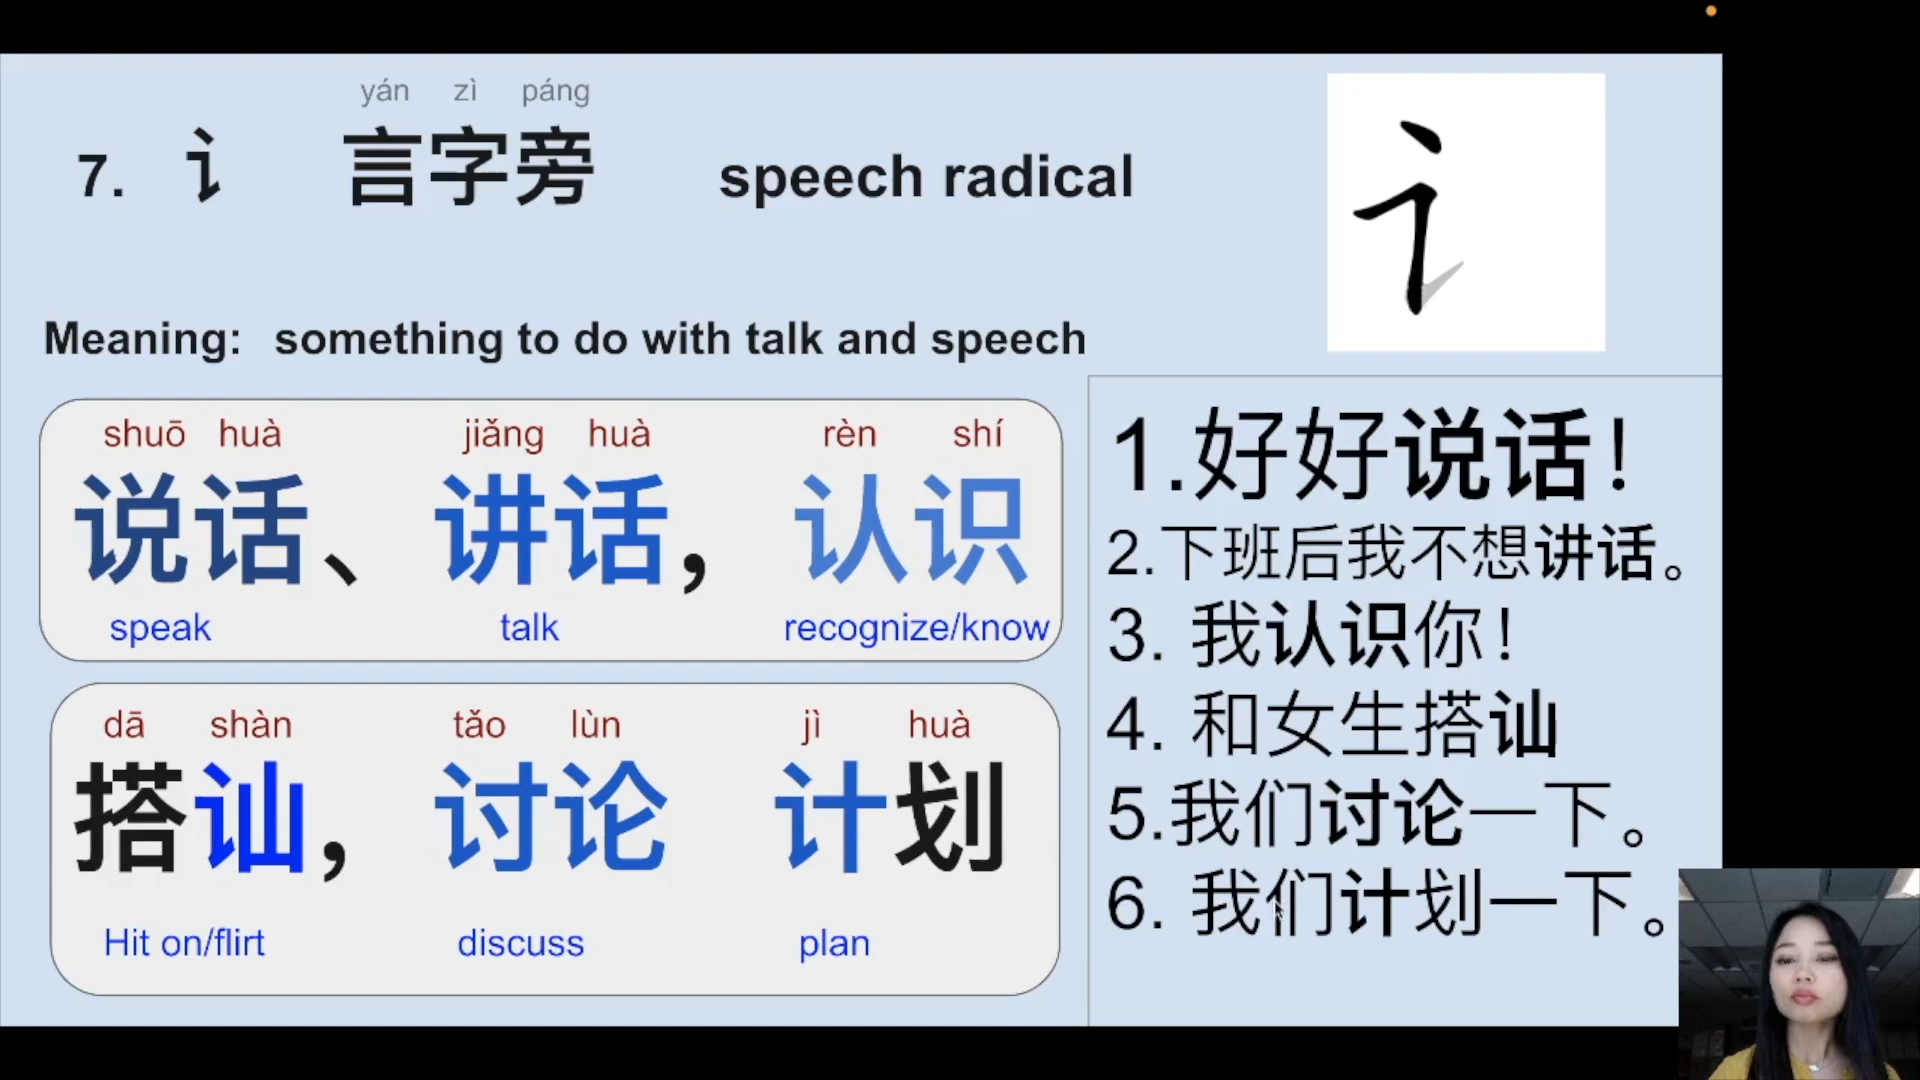 yán zì páng
7. 讠 言字旁 speech radical
讠
Meaning: something to do with talk and speech
shuō huà jiǎng huà rèn shí
说话、 讲话， 认识
speak talk recognize/know
dā shàn tǎo lùn jì huà
搭讪， 讨论 计划
Hit on/flirt discuss plan
1.好好说话！
2.下班后我不想讲话。
3. 我认识你！
4. 和女生搭讪
5.我们讨论一下。
6. 我们计划一下。